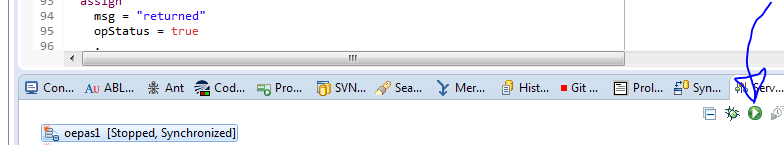 93 assign
94 msg = "returned"
95 opStatus = true
96 .
Con... ABL... Ant Cod... Pro... SVN... Sea... Mer... Hist... Git ... Prol... Syn... Serv...
oepas1 [Stopped, Synchronized]